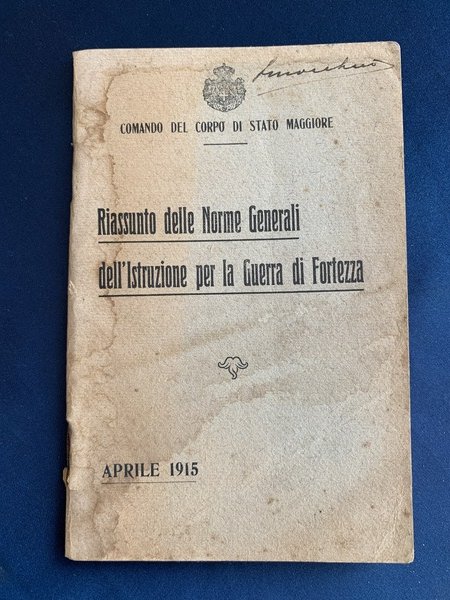 COMANDO DEL CORPO DI STATO MAGGIORE
Riassunto delle Norme Generali
dell'Istruzione per la Guerra di Fortezza
APRILE 1915